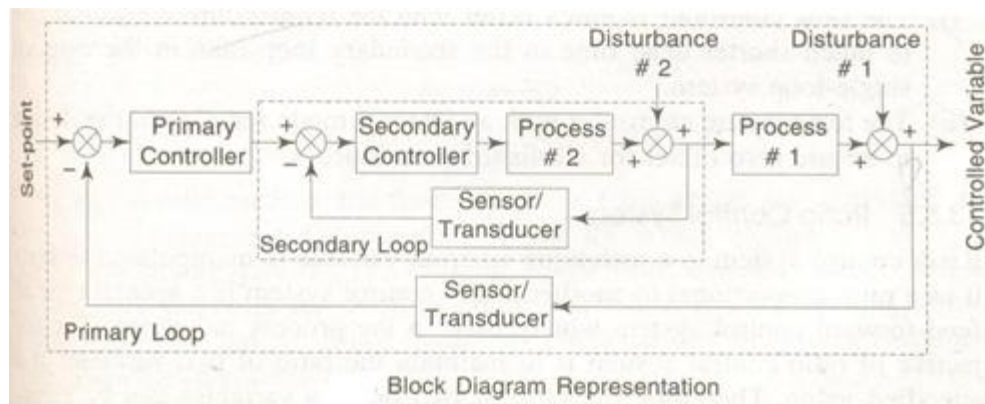 Disturbance
# 2
Disturbance
# 1
Set-point
+
−
Primary
Controller
+
−
Secondary
Controller
Process
# 2
+
+
Process
# 1
+
+
Controlled Variable
Sensor/
Transducer
Secondary Loop
Sensor/
Transducer
Primary Loop
Block Diagram Representation